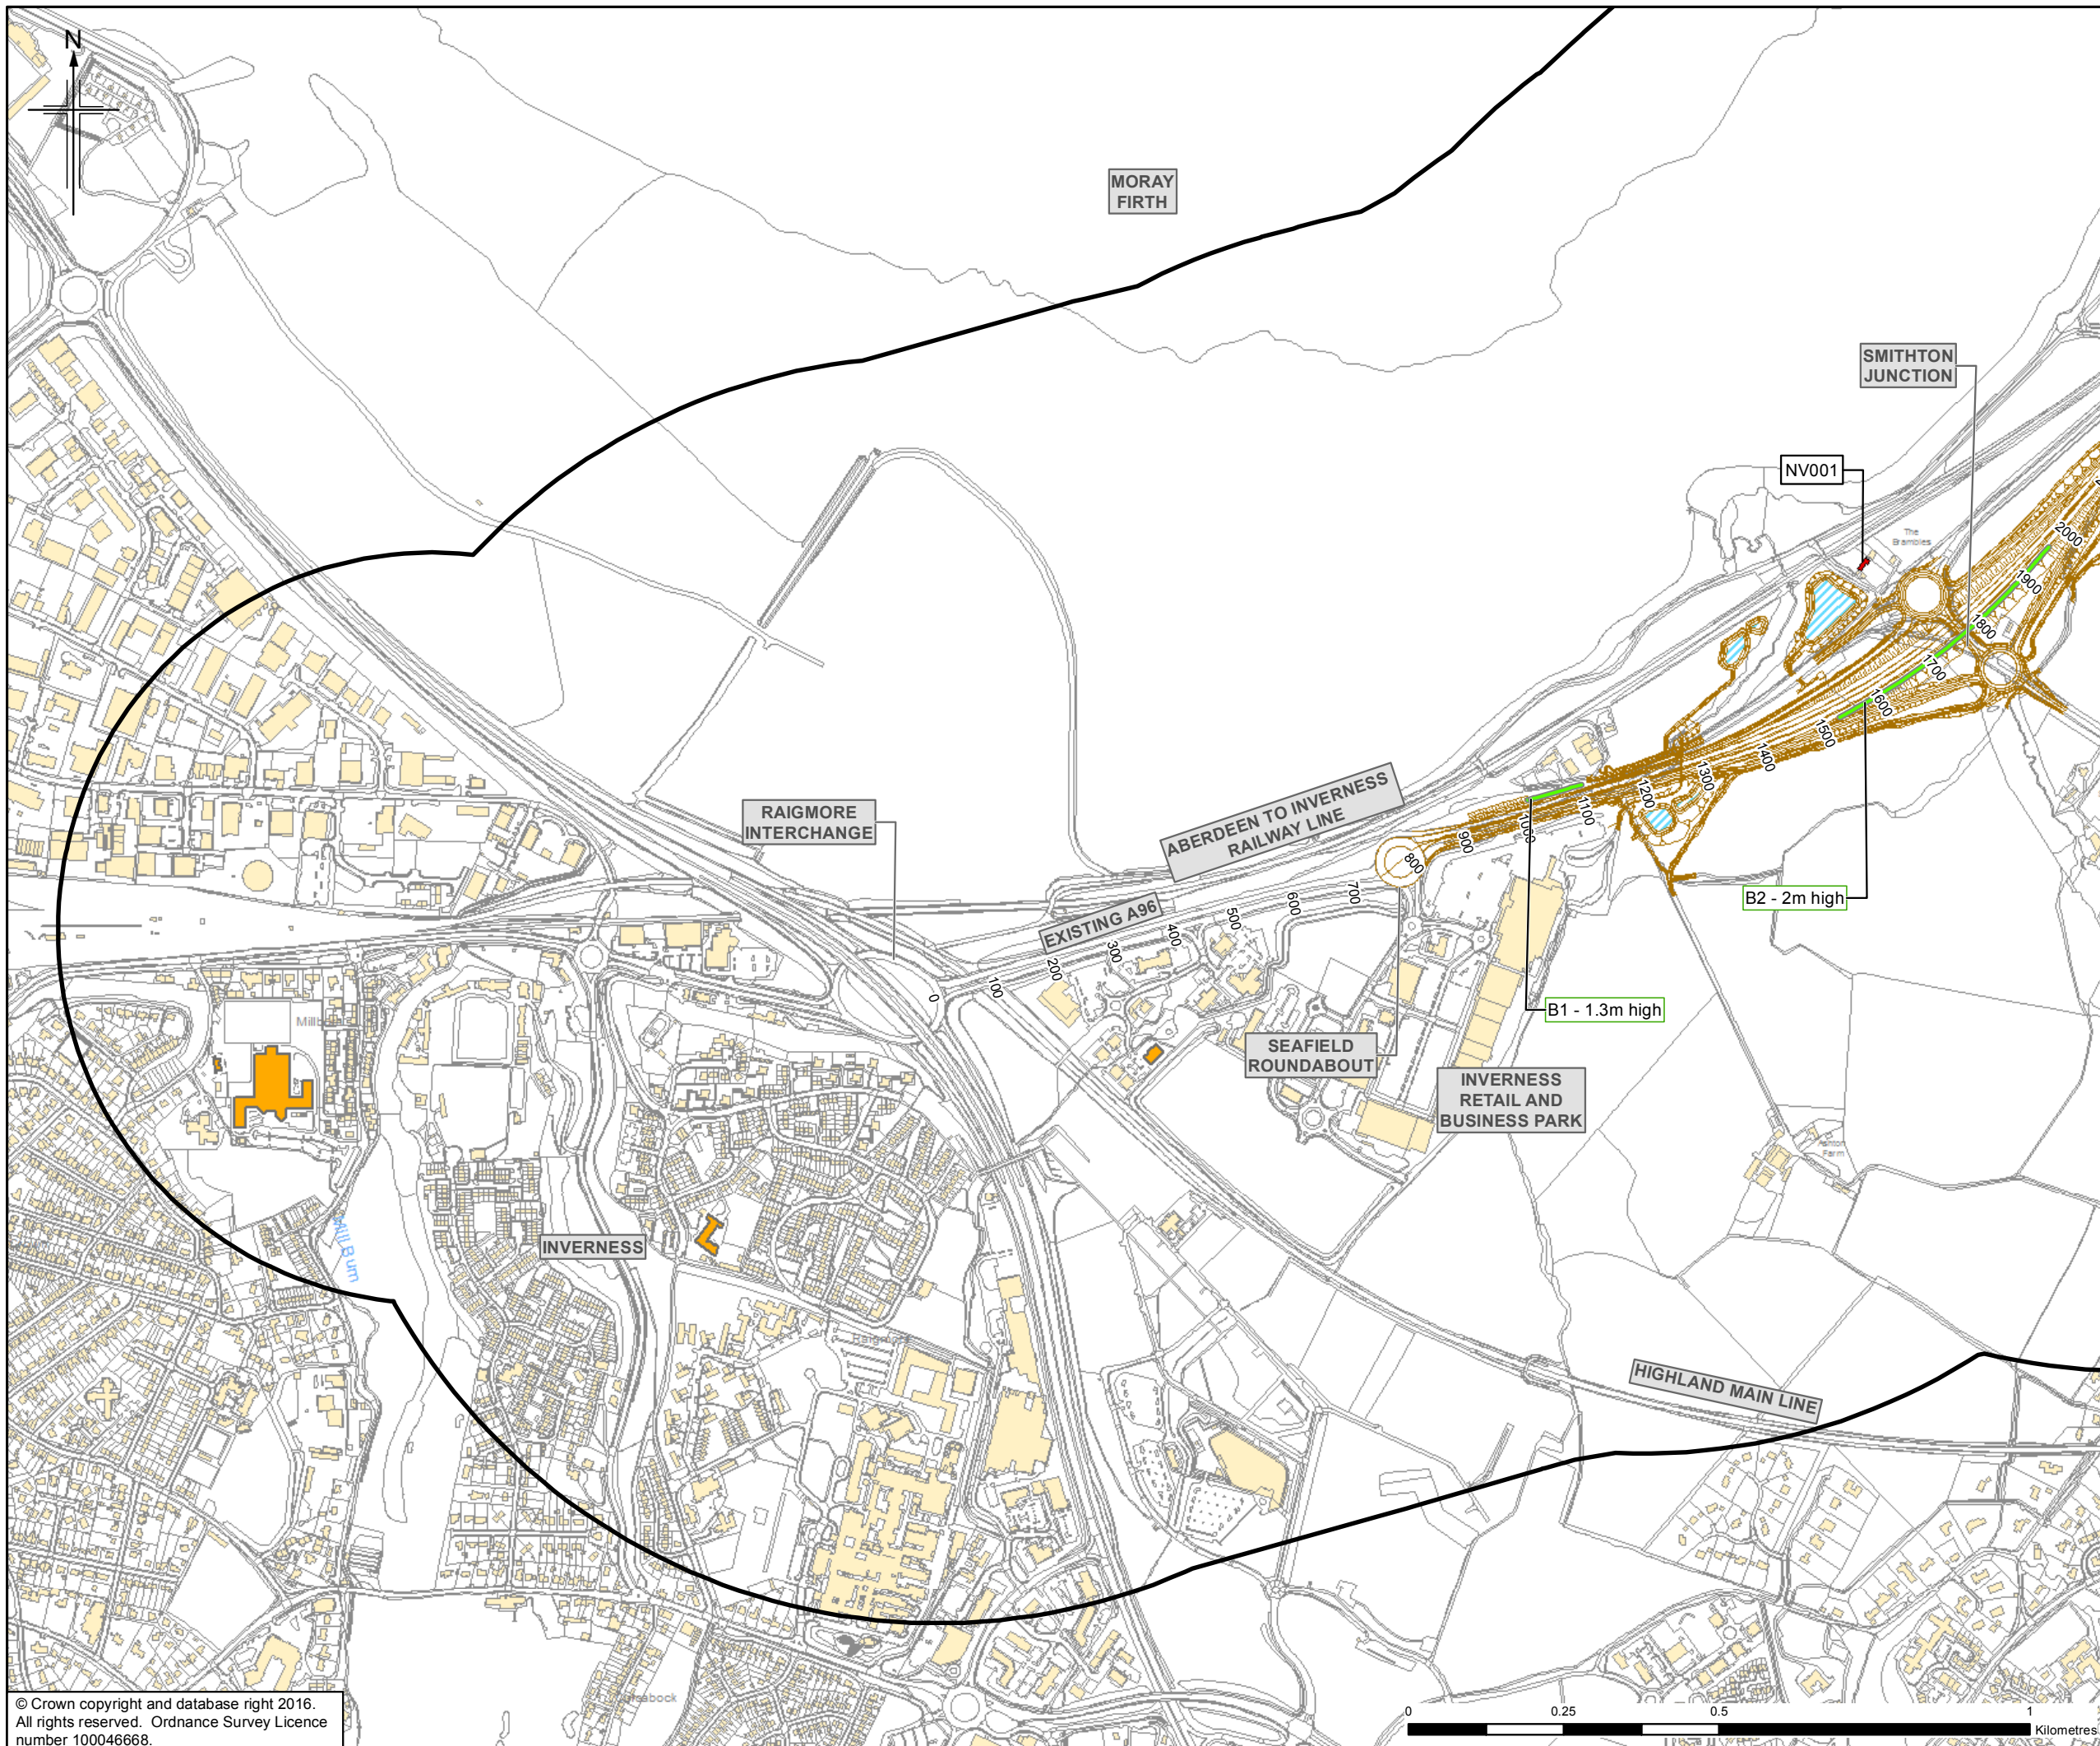 N
MORAY
FIRTH
SMITHTON
JUNCTION
NV001
The
Brambles
2000
1900
1800
1700
1600
1500
1400
1300
1200
1100
1000
900
800
700
600
500
400
300
200
100
0
RAIGMORE
INTERCHANGE
ABERDEEN TO INVERNESS
RAILWAY LINE
EXISTING A96
B2 - 2m high
B1 - 1.3m high
SEAFIELD
ROUNDABOUT
INVERNESS
RETAIL AND
BUSINESS PARK
Farm
Mill Burn
INVERNESS
Raigmore
HIGHLAND MAIN LINE
© Crown copyright and database right 2016.
All rights reserved. Ordnance Survey Licence
number 100046668.
0 0.25 0.5 1
Kilometres